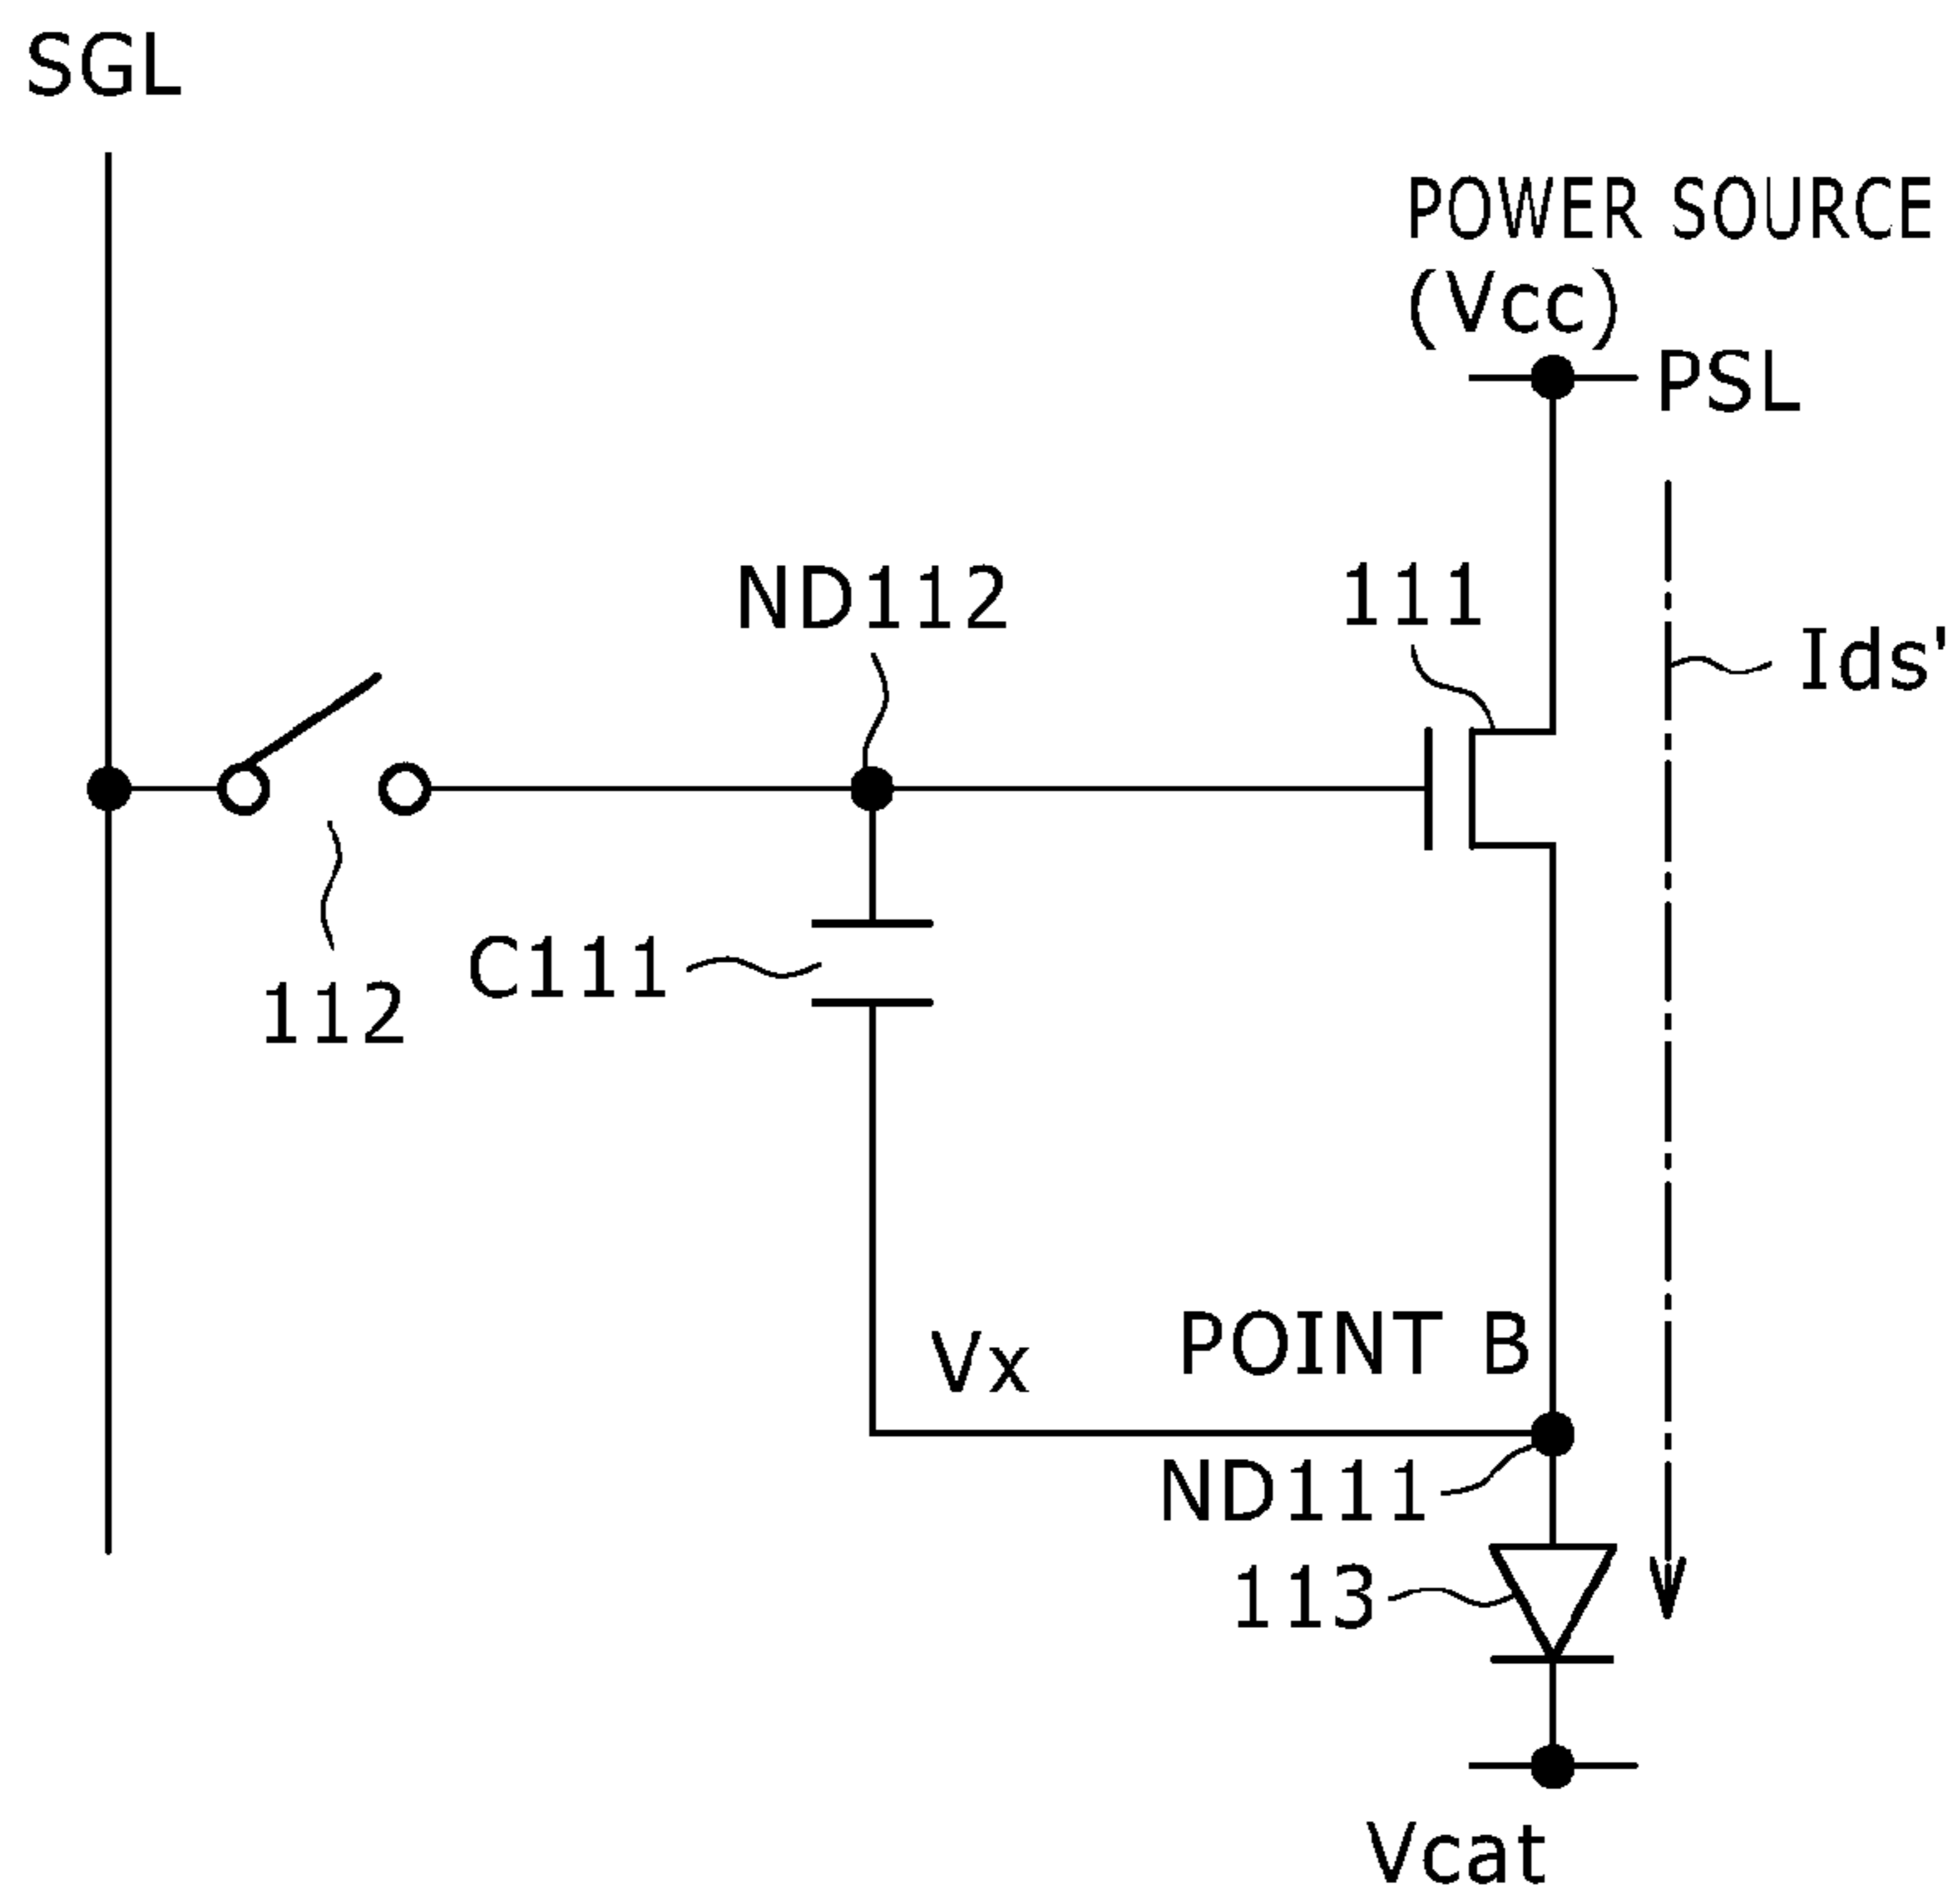 SGL
POWER SOURCE
(Vcc)
PSL
ND112
111
Ids'
C111
112
Vx
POINT B
ND111
113
Vcat